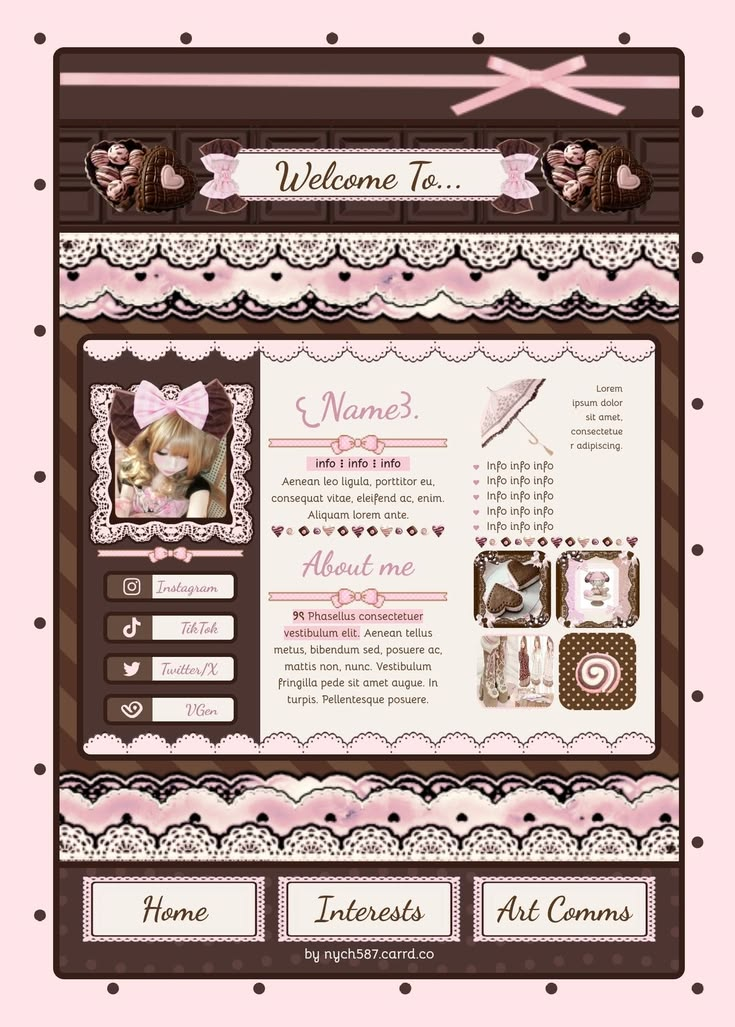 Welcome To...
Name
info ⁝ info ⁝ info
Aenean leo ligula, porttitor eu,
consequat vitae, eleifend ac, enim.
Aliquam lorem ante.
About me
୨୧ Phasellus consectetuer
vestibulum elit. Aenean tellus
metus, bibendum sed, posuere ac,
mattis non, nunc. Vestibulum
fringilla pede sit amet augue. In
turpis. Pellentesque posuere.
Lorem
ipsum dolor
sit amet,
consectetue
r adipiscing.
Info info info
Info info info
Info info info
Info info info
Info info info
Instagram
TikTok
Twitter/X
VGen
Home
Interests
Art Comms
by nych587.carrd.co